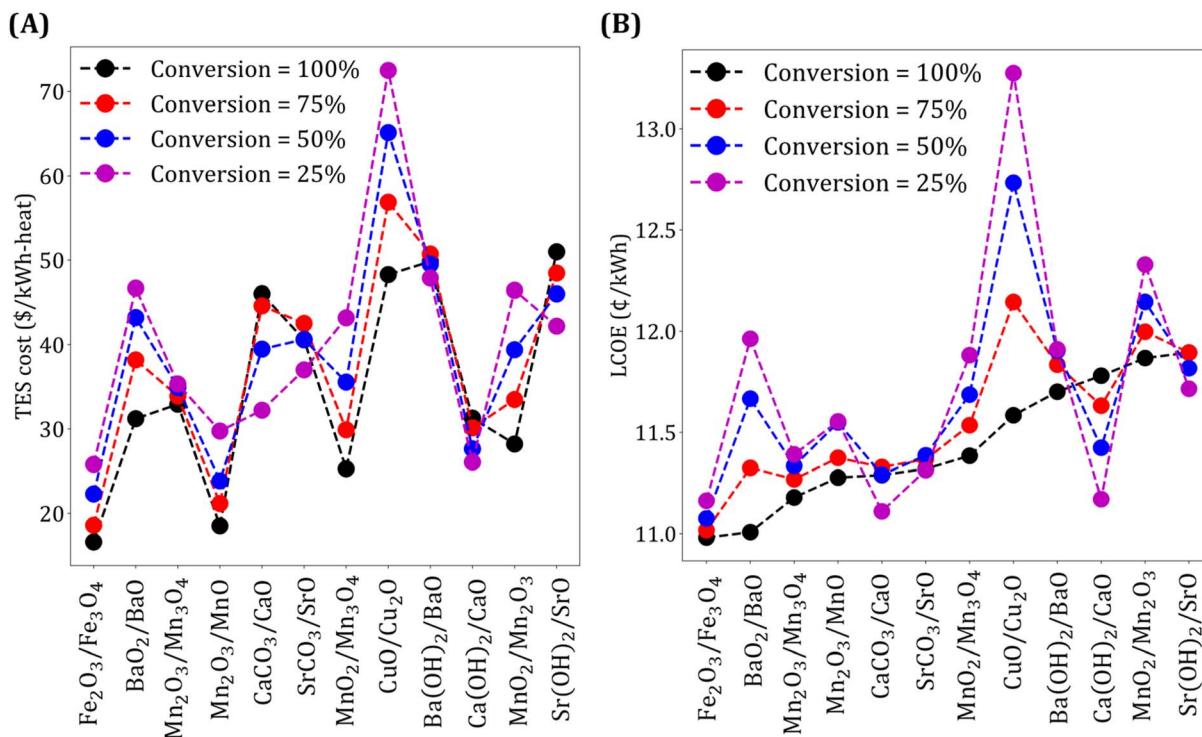 (A)
TES cost ($/kWh-heat)
70
60
50
40
30
20
Conversion = 100%
Conversion = 75%
Conversion = 50%
Conversion = 25%
Fe₂O₃/Fe₃O₄
BaO₂/BaO
Mn₂O₃/Mn₃O₄
Mn₂O₃/MnO
CaCO₃/CaO
SrCO₃/SrO
MnO₂/Mn₃O₄
CuO/Cu₂O
Ba(OH)₂/BaO
Ca(OH)₂/CaO
MnO₂/Mn₂O₃
Sr(OH)₂/SrO
(B)
LCOE (¢/kWh)
13.0
12.5
12.0
11.5
11.0
Conversion = 100%
Conversion = 75%
Conversion = 50%
Conversion = 25%
Fe₂O₃/Fe₃O₄
BaO₂/BaO
Mn₂O₃/Mn₃O₄
Mn₂O₃/MnO
CaCO₃/CaO
SrCO₃/SrO
MnO₂/Mn₃O₄
CuO/Cu₂O
Ba(OH)₂/BaO
Ca(OH)₂/CaO
MnO₂/Mn₂O₃
Sr(OH)₂/SrO